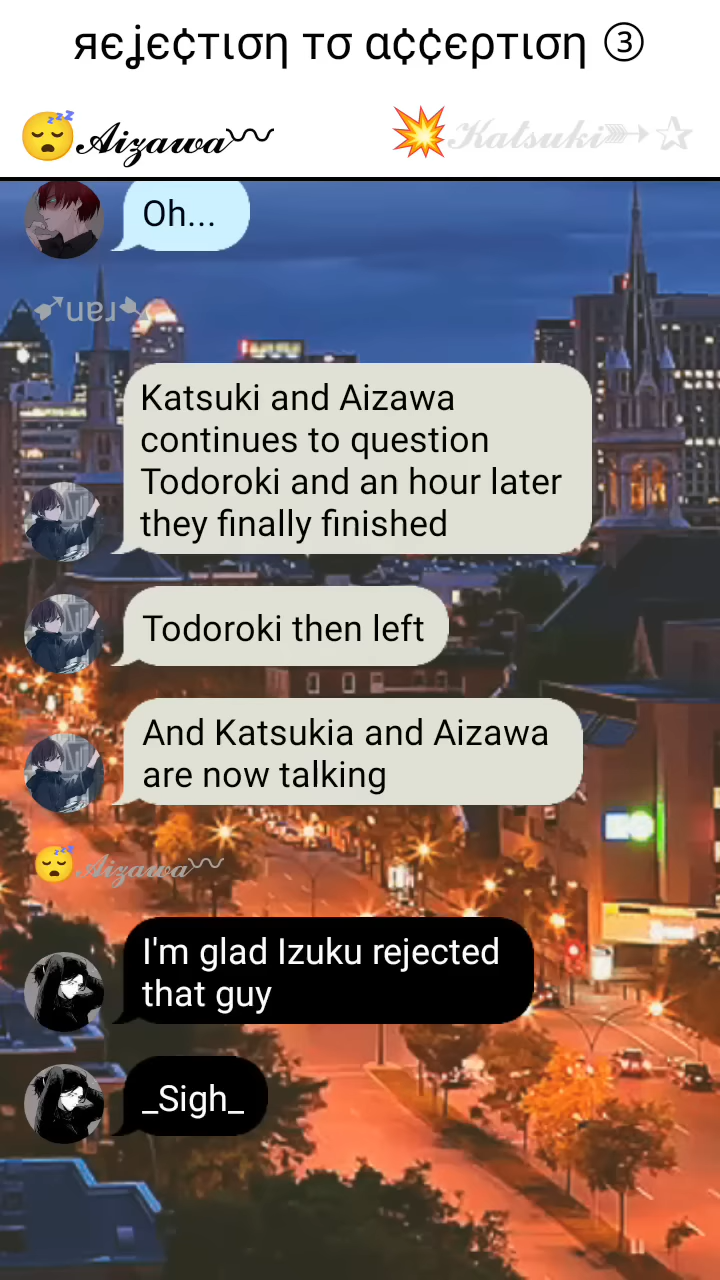 яєʝє¢тιση тσ α¢¢єρтιση ③
😴𝓐𝓲𝔃𝓪𝔀𝓪〰
💥𝓚𝓪𝓽𝓼𝓾𝓴𝓲➳☆
Oh...
➶uɐɹ➴
Katsuki and Aizawa
continues to question
Todoroki and an hour later
they finally finished
Todoroki then left
And Katsukia and Aizawa
are now talking
😴𝓐𝓲𝔃𝓪𝔀𝓪〰
I'm glad Izuku rejected
that guy
_Sigh_